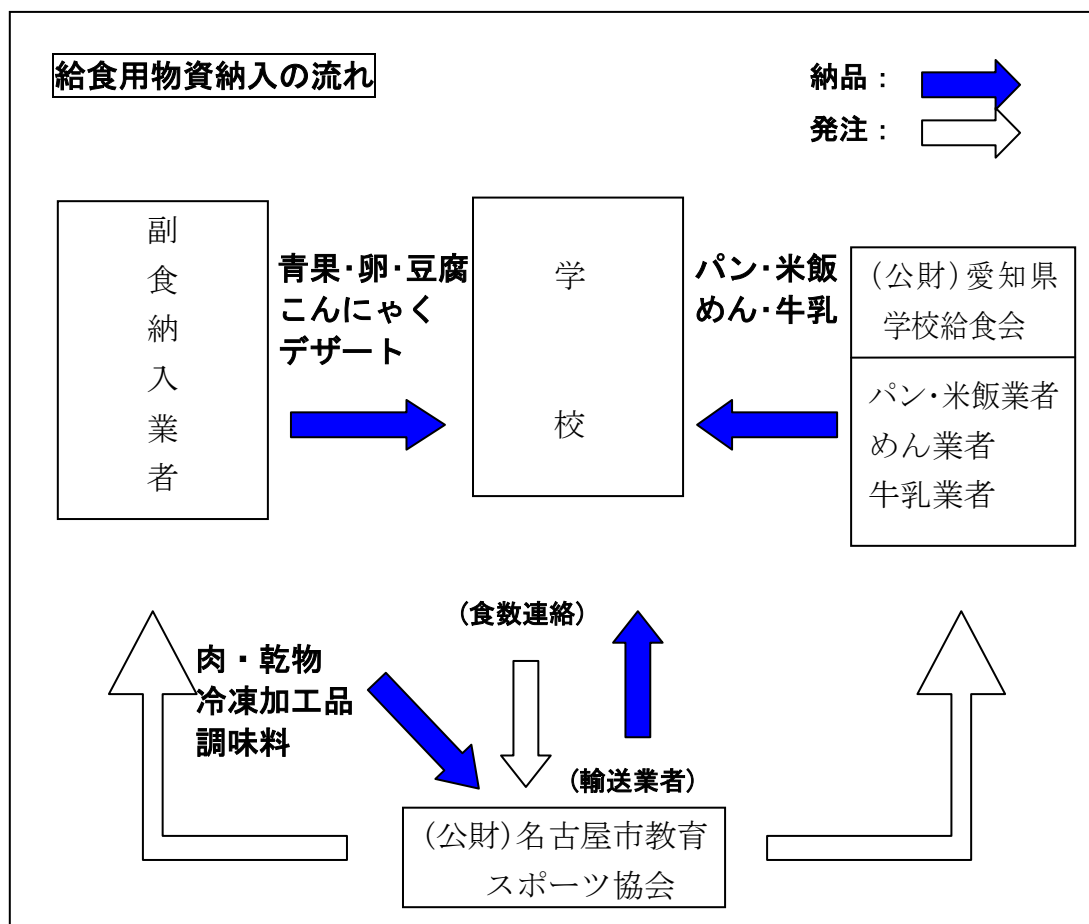 給食用物資納入の流れ
納品：
発注：
副食納入業者
青果・卵・豆腐
こんにゃく
デザート
学校
パン・米飯
めん・牛乳
(公財)愛知県
学校給食会
パン・米飯業者
めん業者
牛乳業者
肉・乾物
冷凍加工品
調味料
(食数連絡)
(輸送業者)
(公財)名古屋市教育
スポーツ協会